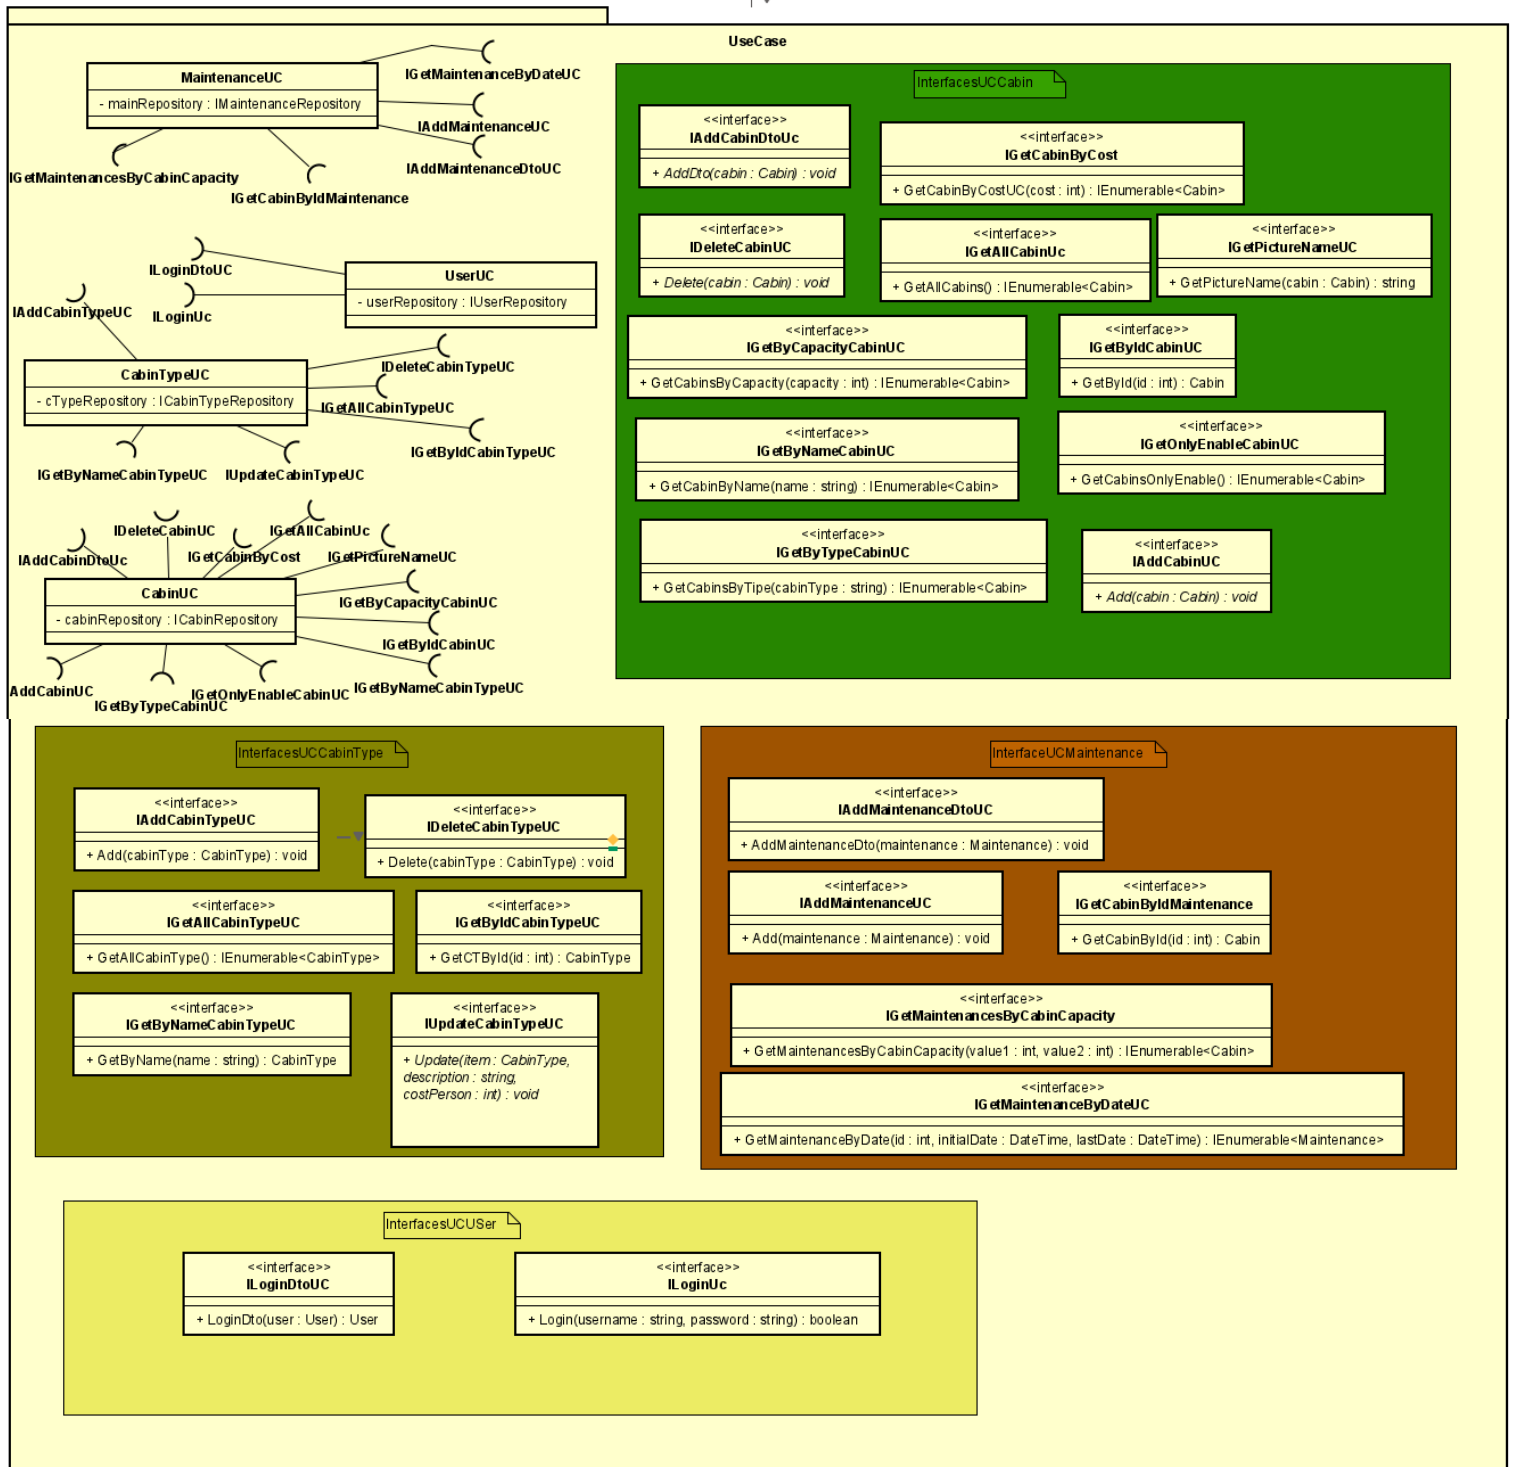 UseCase
MaintenanceUC
- mainRepository : IMaintenanceRepository
IGetMaintenanceByDateUC
IAddMaintenanceUC
IAddMaintenanceDtoUC
IGetMaintenancesByCabinCapacity
IGetCabinByIdMaintenance
ILoginDtoUC
ILoginUc
UserUC
- userRepository : IUserRepository
IAddCabinTypeUC
CabinTypeUC
- cTypeRepository : ICabinTypeRepository
IDeleteCabinTypeUC
IGetAllCabinTypeUC
IGetByIdCabinTypeUC
IGetByNameCabinTypeUC
IUpdateCabinTypeUC
IDeleteCabinUC
IGetAllCabinUc
IAddCabinDtoUc
IGetCabinByCost
IGetPictureNameUC
CabinUC
- cabinRepository : ICabinRepository
IGetByCapacityCabinUC
IGetByIdCabinUC
IGetByNameCabinTypeUC
AddCabinUC
IGetByTypeCabinUC
IGetOnlyEnableCabinUC
InterfacesUCCabin
<<interface>>
IAddCabinDtoUc
+ AddDto(cabin : Cabin) : void
<<interface>>
IGetCabinByCost
+ GetCabinByCostUC(cost : int) : IEnumerable<Cabin>
<<interface>>
IDeleteCabinUC
+ Delete(cabin : Cabin) : void
<<interface>>
IGetAllCabinUc
+ GetAllCabins() : IEnumerable<Cabin>
<<interface>>
IGetPictureNameUC
+ GetPictureName(cabin : Cabin) : string
<<interface>>
IGetByCapacityCabinUC
+ GetCabinsByCapacity(capacity : int) : IEnumerable<Cabin>
<<interface>>
IGetByIdCabinUC
+ GetById(id : int) : Cabin
<<interface>>
IGetByNameCabinUC
+ GetCabinByName(name : string) : IEnumerable<Cabin>
<<interface>>
IGetOnlyEnableCabinUC
+ GetCabinsOnlyEnable() : IEnumerable<Cabin>
<<interface>>
IGetByTypeCabinUC
+ GetCabinsByTipe(cabinType : string) : IEnumerable<Cabin>
<<interface>>
IAddCabinUC
+ Add(cabin : Cabin) : void
InterfacesUCCabinType
<<interface>>
IAddCabinTypeUC
+ Add(cabinType : CabinType) : void
<<interface>>
IDeleteCabinTypeUC
+ Delete(cabinType : CabinType) : void
<<interface>>
IGetAllCabinTypeUC
+ GetAllCabinType() : IEnumerable<CabinType>
<<interface>>
IGetByIdCabinTypeUC
+ GetCTById(id : int) : CabinType
<<interface>>
IGetByNameCabinTypeUC
+ GetByName(name : string) : CabinType
<<interface>>
IUpdateCabinTypeUC
+ Update(item : CabinType,
description : string,
costPerson : int) : void
InterfaceUCMaintenance
<<interface>>
IAddMaintenanceDtoUC
+ AddMaintenanceDto(maintenance : Maintenance) : void
<<interface>>
IAddMaintenanceUC
+ Add(maintenance : Maintenance) : void
<<interface>>
IGetCabinByIdMaintenance
+ GetCabinById(id : int) : Cabin
<<interface>>
IGetMaintenancesByCabinCapacity
+ GetMaintenancesByCabinCapacity(value1 : int, value2 : int) : IEnumerable<Cabin>
<<interface>>
IGetMaintenanceByDateUC
+ GetMaintenanceByDate(id : int, initialDate : DateTime, lastDate : DateTime) : IEnumerable<Maintenance>
InterfacesUCUSer
<<interface>>
ILoginDtoUC
+ LoginDto(user : User) : User
<<interface>>
ILoginUc
+ Login(username : string, password : string) : boolean